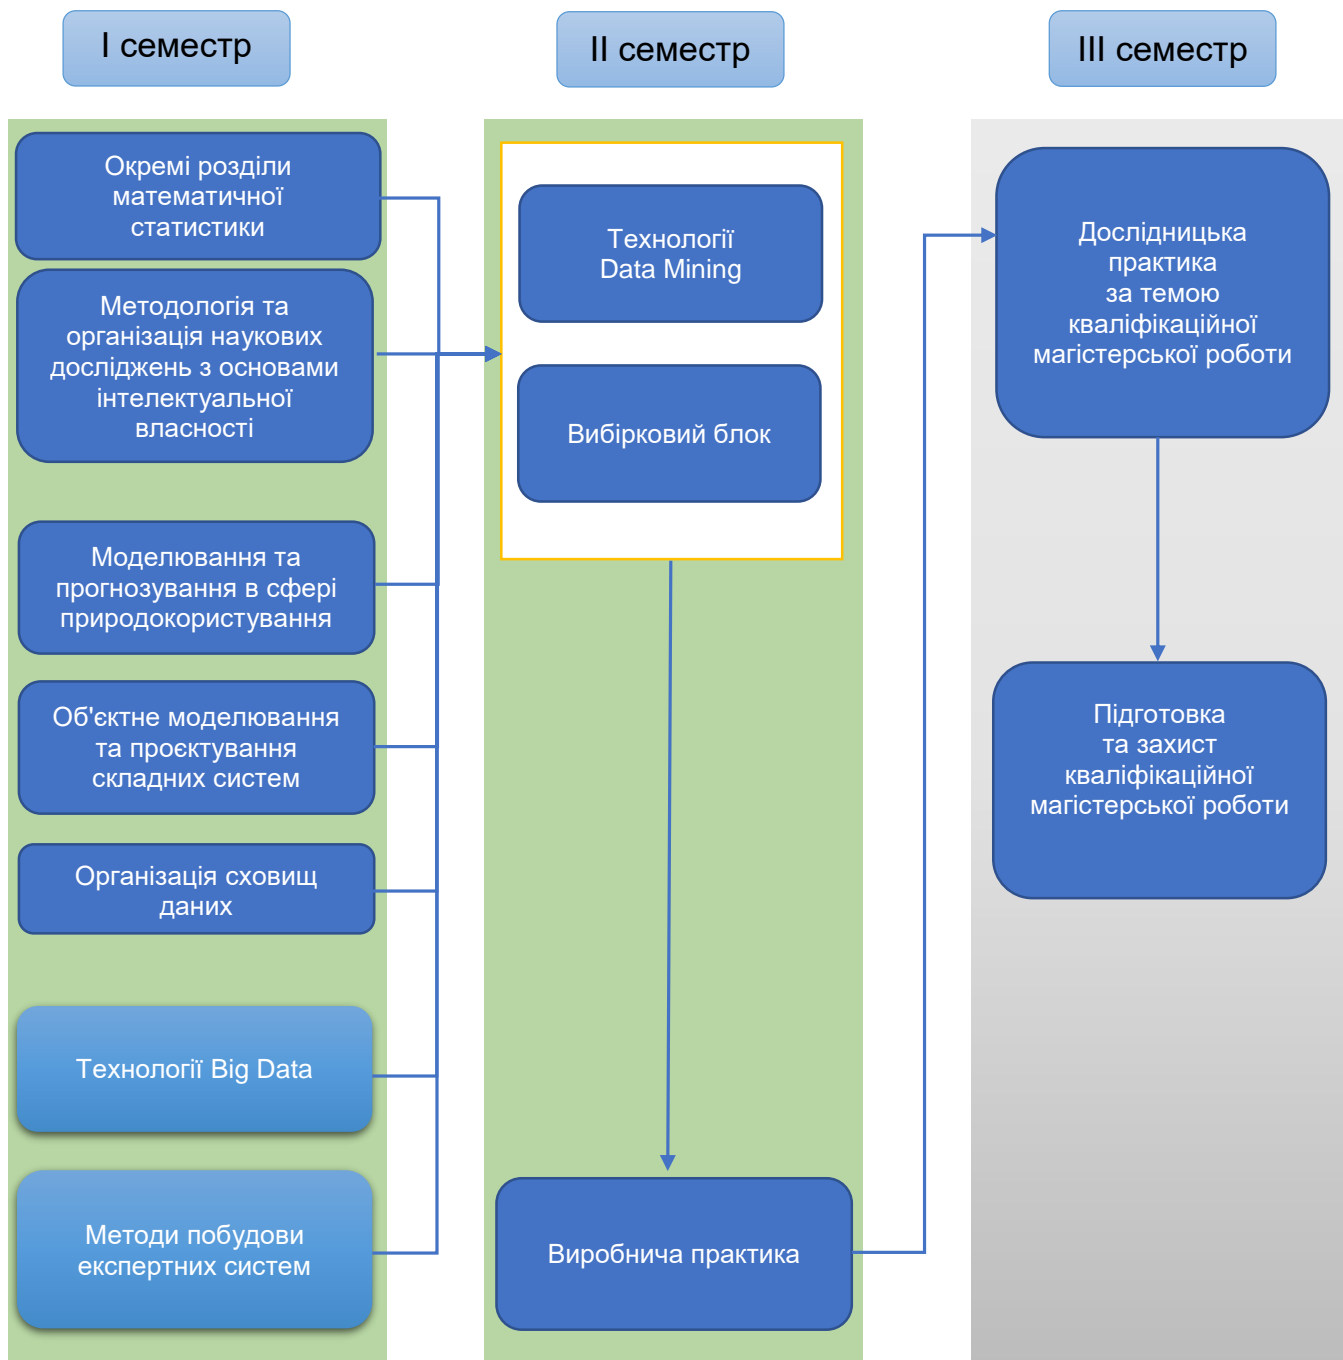 І семестр
ІІ семестр
ІІІ семестр
Окремі розділи
математичної
статистики
Методологія та
організація наукових
досліджень з основами
інтелектуальної
власності
Моделювання та
прогнозування в сфері
природокористування
Об'єктне моделювання
та проєктування
складних систем
Організація сховищ
даних
Технології Big Data
Методи побудови
експертних систем
Технології
Data Mining
Вибірковий блок
Виробнича практика
Дослідницька
практика
за темою
кваліфікаційної
магістерської роботи
Підготовка
та захист
кваліфікаційної
магістерської роботи